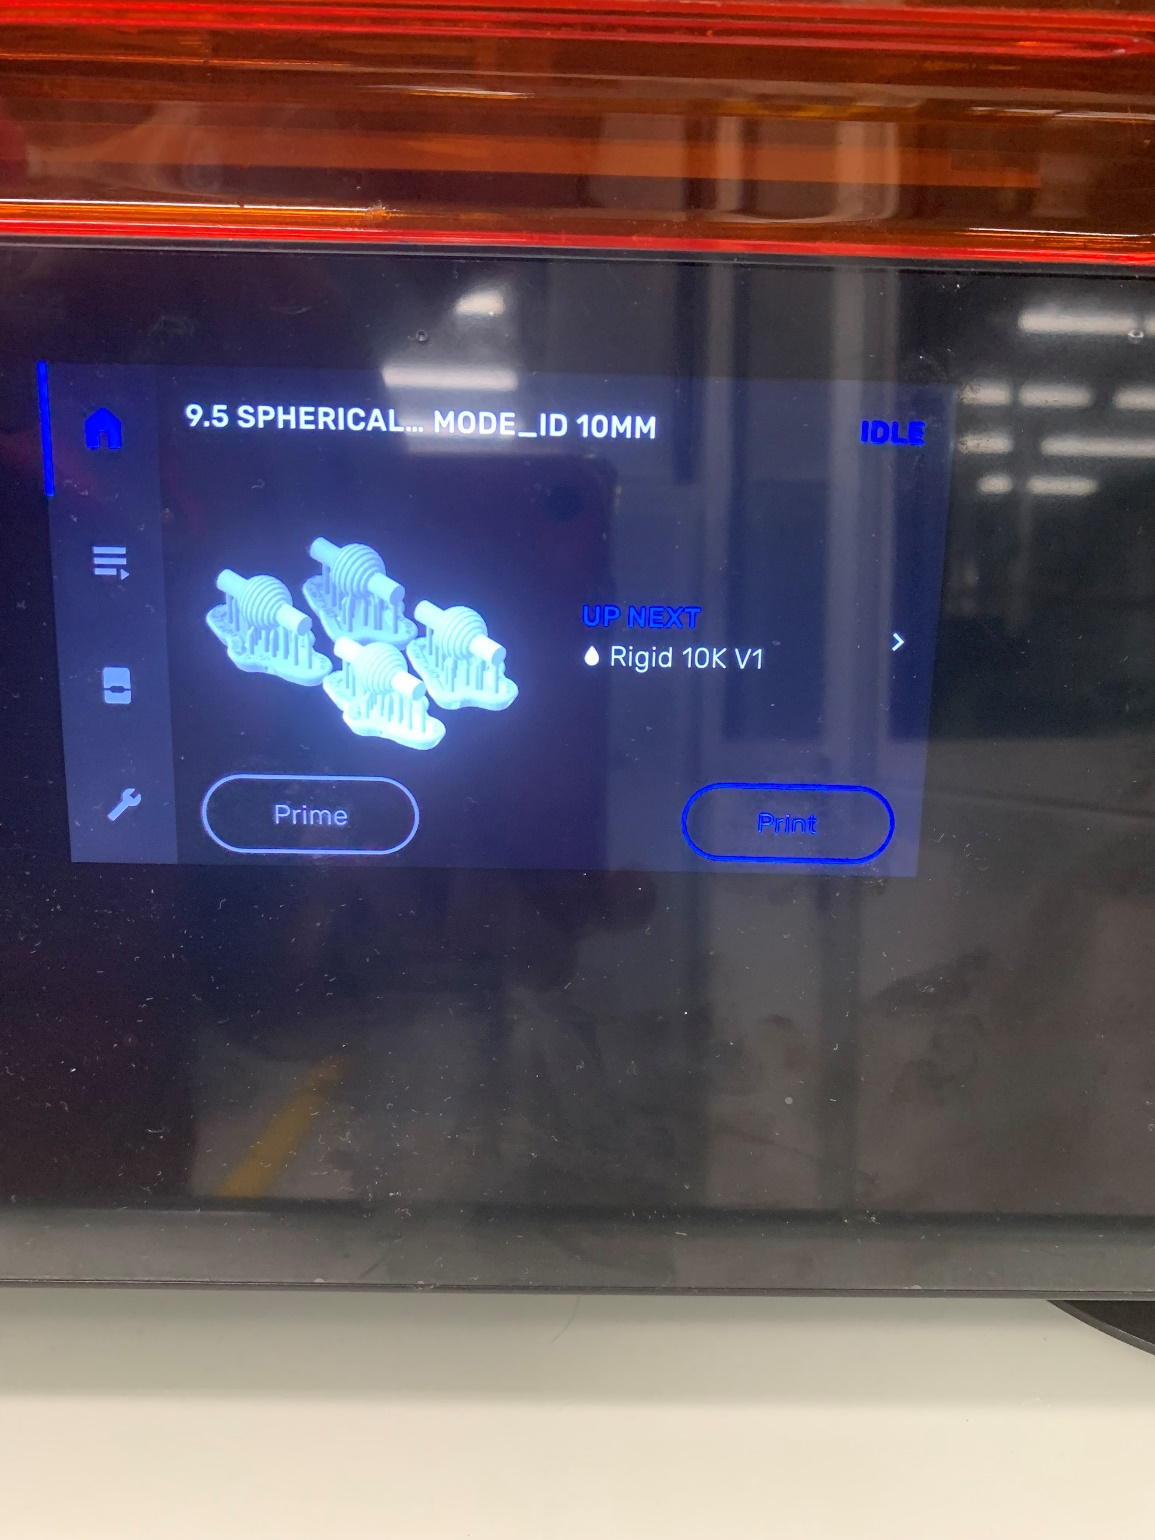 9.5 SPHERICAL... MODE_ID 10MM
IDLE
UP NEXT
Rigid 10K V1
Prime
Print